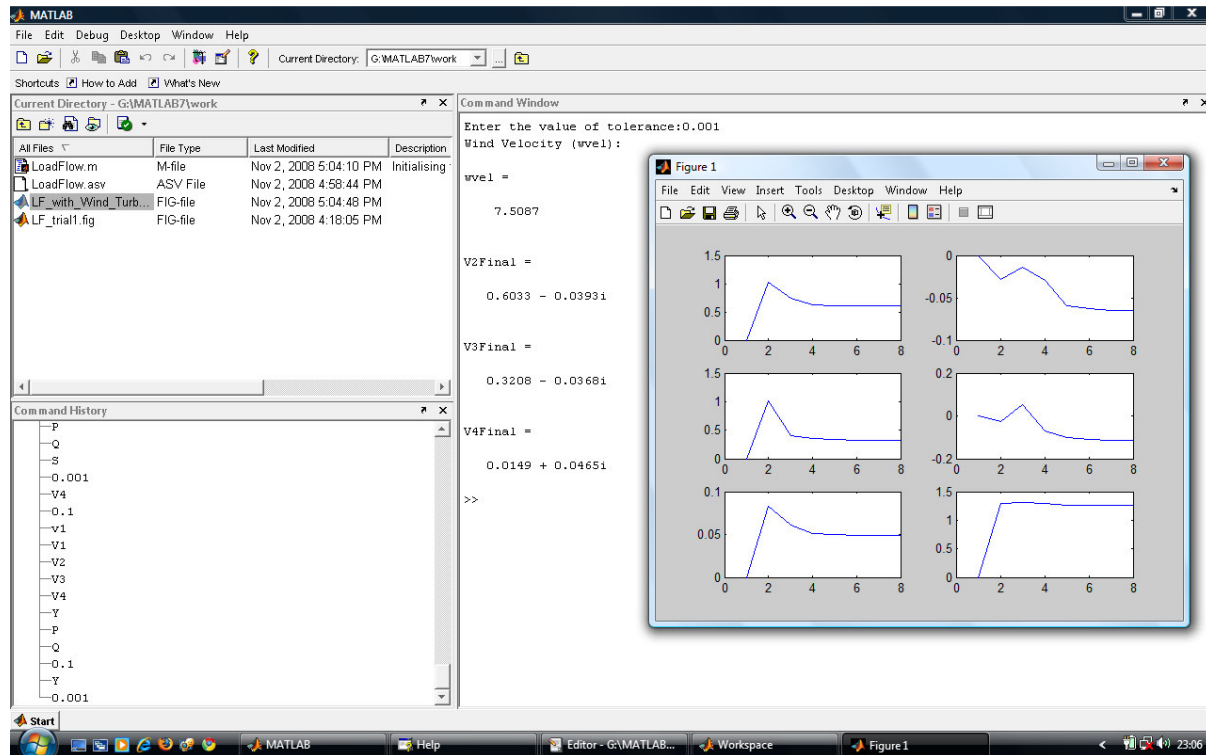 MATLAB
File Edit Debug Desktop Window Help
Current Directory: G:\MATLAB7\work
Shortcuts How to Add What's New
Current Directory - G:\MATLAB7\work
All Files File Type Last Modified Description
LoadFlow.m M-file Nov 2, 2008 5:04:10 PM Initialising
LoadFlow.asv ASV File Nov 2, 2008 4:58:44 PM
LF_with_Wind_Turb... FIG-file Nov 2, 2008 5:04:48 PM
LF_trial1.fig FIG-file Nov 2, 2008 4:18:05 PM
Command History
P
Q
S
0.001
V4
0.1
v1
V1
V2
V3
V4
Y
P
Q
0.1
Y
0.001
Command Window
Enter the value of tolerance:0.001
Wind Velocity (wvel):
wvel =
7.5087
V2Final =
0.6033 - 0.0393i
V3Final =
0.3208 - 0.0368i
V4Final =
0.0149 + 0.0465i
>>
Figure 1
File Edit View Insert Tools Desktop Window Help
1.5
1
0.5
0
0 2 4 6 8
0
-0.05
-0.1
0 2 4 6 8
1.5
1
0.5
0
0 2 4 6 8
0.2
0
-0.2
0 2 4 6 8
0.1
0.05
0
0 2 4 6 8
1.5
1
0.5
0
0 2 4 6 8
Start
MATLAB Help Editor - G:\MATLAB... Workspace Figure 1 23:06